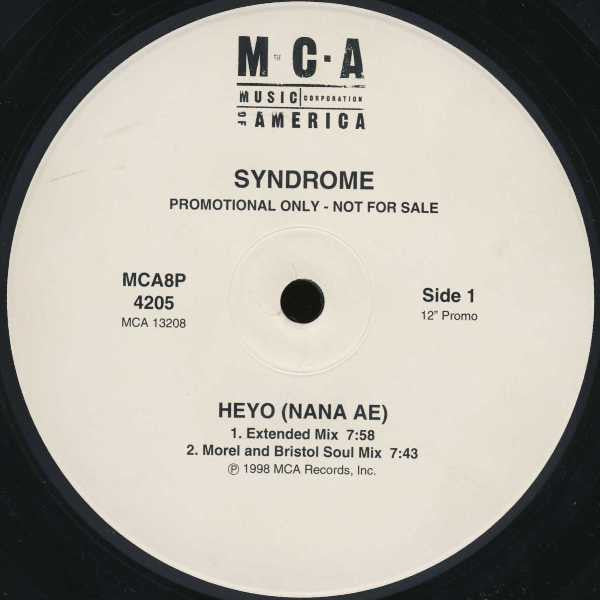 M·C·A
MUSIC CORPORATION
OF AMERICA
SYNDROME
PROMOTIONAL ONLY - NOT FOR SALE
MCA8P
4205
MCA 13208
Side 1
12" Promo
HEYO (NANA AE)
1. Extended Mix 7:58
2. Morel and Bristol Soul Mix 7:43
℗ 1998 MCA Records, Inc.